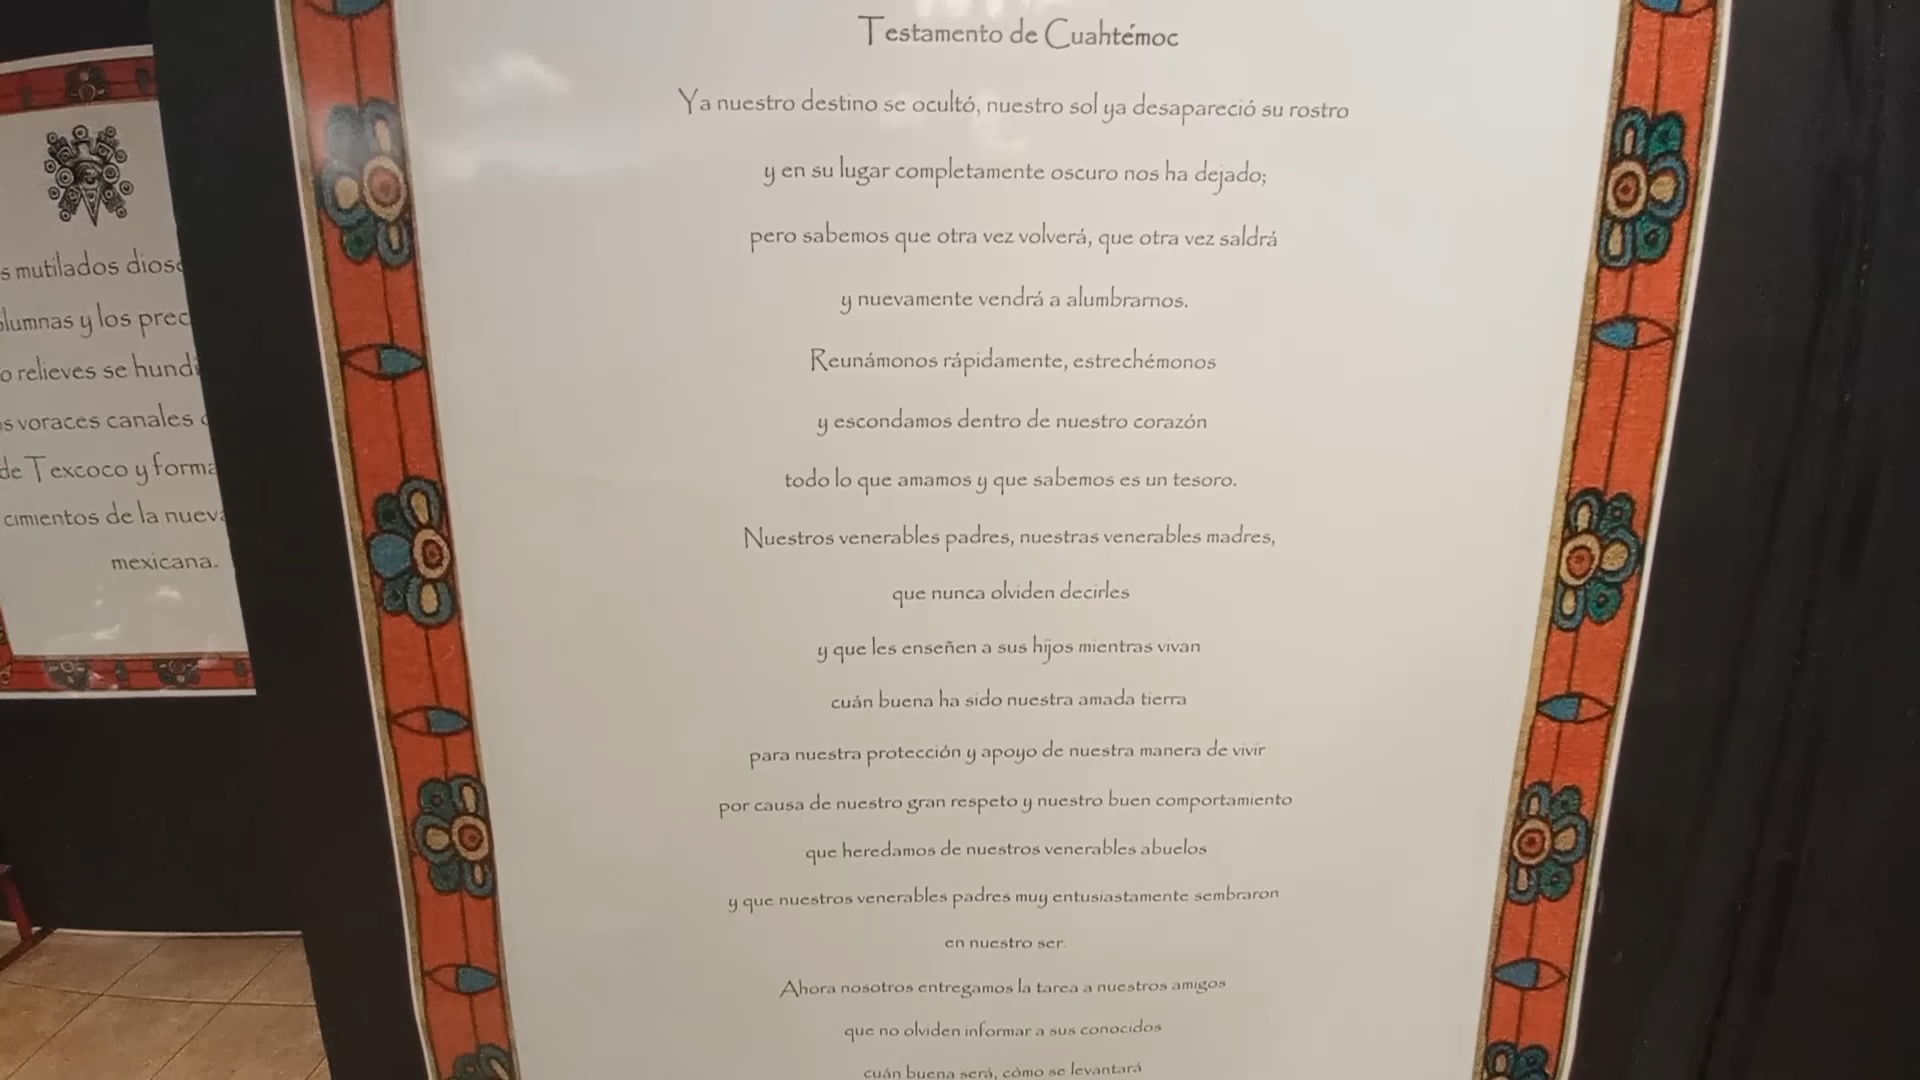 s mutilados
lumnas y los
o relieves se
s voraces canales
de Texcoco y
cimientos de la
mexicana.
Testamento de Cuahtémoc
Ya nuestro destino se ocultó, nuestro sol ya desapareció su rostro
y en su lugar completamente oscuro nos ha dejado;
pero sabemos que otra vez volverá, que otra vez saldrá
y nuevamente vendrá a alumbrarnos.
Reunámonos rápidamente, estrechémonos
y escondamos dentro de nuestro corazón
todo lo que amamos y que sabemos es un tesoro.
Nuestros venerables padres, nuestras venerables madres,
que nunca olviden decirles
y que les enseñen a sus hijos mientras vivan
cuán buena ha sido nuestra amada tierra
para nuestra protección y apoyo de nuestra manera de vivir
por causa de nuestro gran respeto y nuestro buen comportamiento
que heredamos de nuestros venerables abuelos
y que nuestros venerables padres muy entusiastamente sembraron
en nuestro ser.
Ahora nosotros entregamos la tarea a nuestros amigos
que no olviden informar a sus conocidos
cuán buena será, cómo se levantará